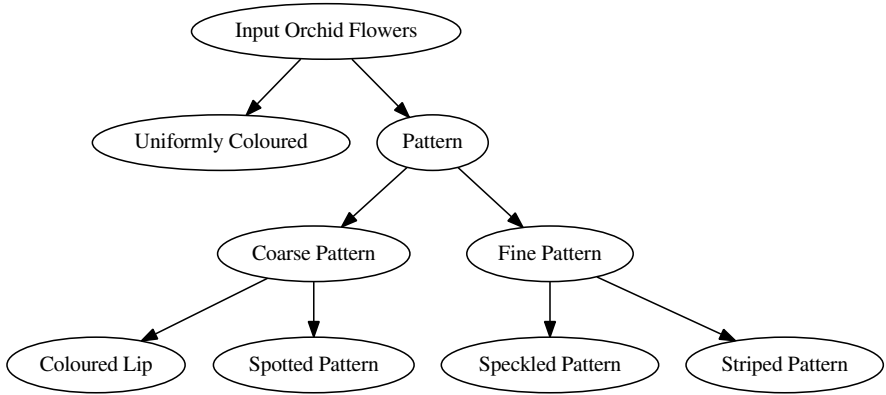 Input Orchid Flowers
Uniformly Coloured
Pattern
Coarse Pattern
Fine Pattern
Coloured Lip
Spotted Pattern
Speckled Pattern
Striped Pattern